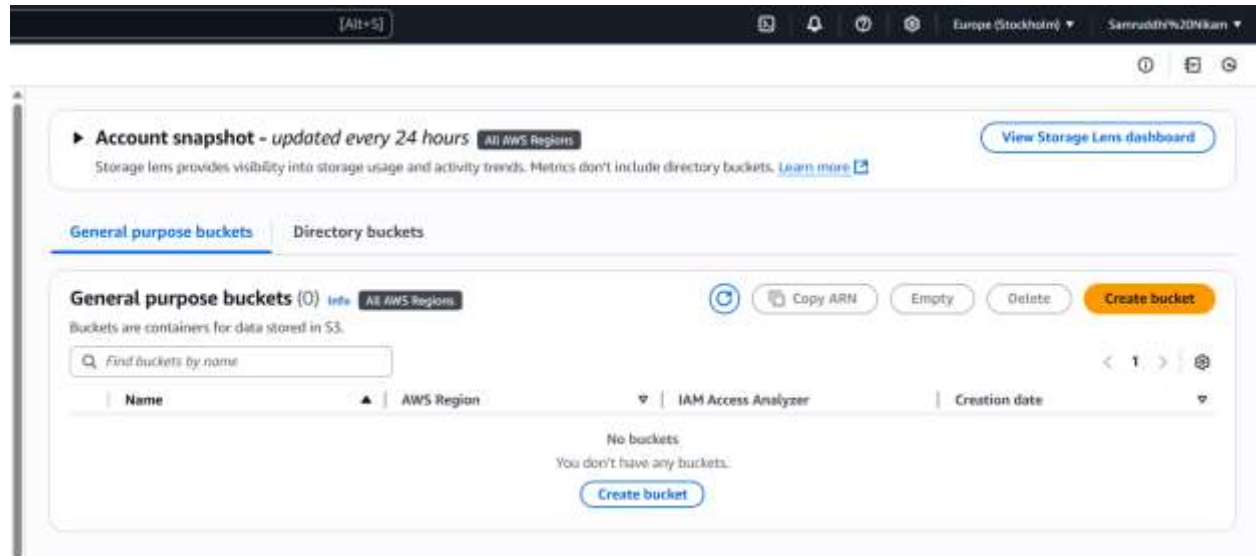 [Alt+S] Europe (Stockholm) Samruddhi%20Nikam
Account snapshot - updated every 24 hours All AWS Regions View Storage Lens dashboard
Storage lens provides visibility into storage usage and activity trends. Metrics don't include directory buckets. Learn more
General purpose buckets Directory buckets
General purpose buckets (0) Info All AWS Regions Copy ARN Empty Delete Create bucket
Buckets are containers for data stored in S3.
Find buckets by name 1
Name AWS Region IAM Access Analyzer Creation date
No buckets
You don't have any buckets.
Create bucket